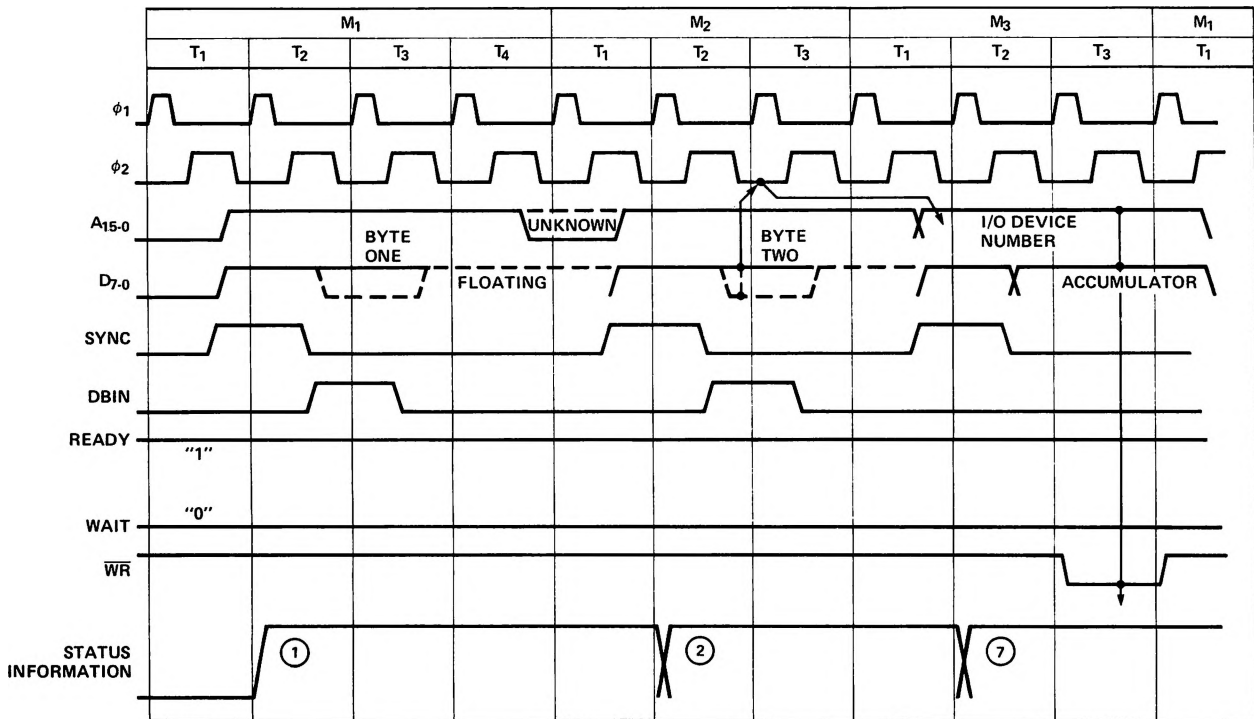 M1 M2 M3 M1
T1 T2 T3 T4 T1 T2 T3 T1 T2 T3 T1
ϕ1
ϕ2
A15-0
UNKNOWN
I/O DEVICE
NUMBER
BYTE
ONE
BYTE
TWO
D7-0
FLOATING
ACCUMULATOR
SYNC
DBIN
READY
"1"
"0"
WAIT
W̅R̅
STATUS
INFORMATION
1 2 7